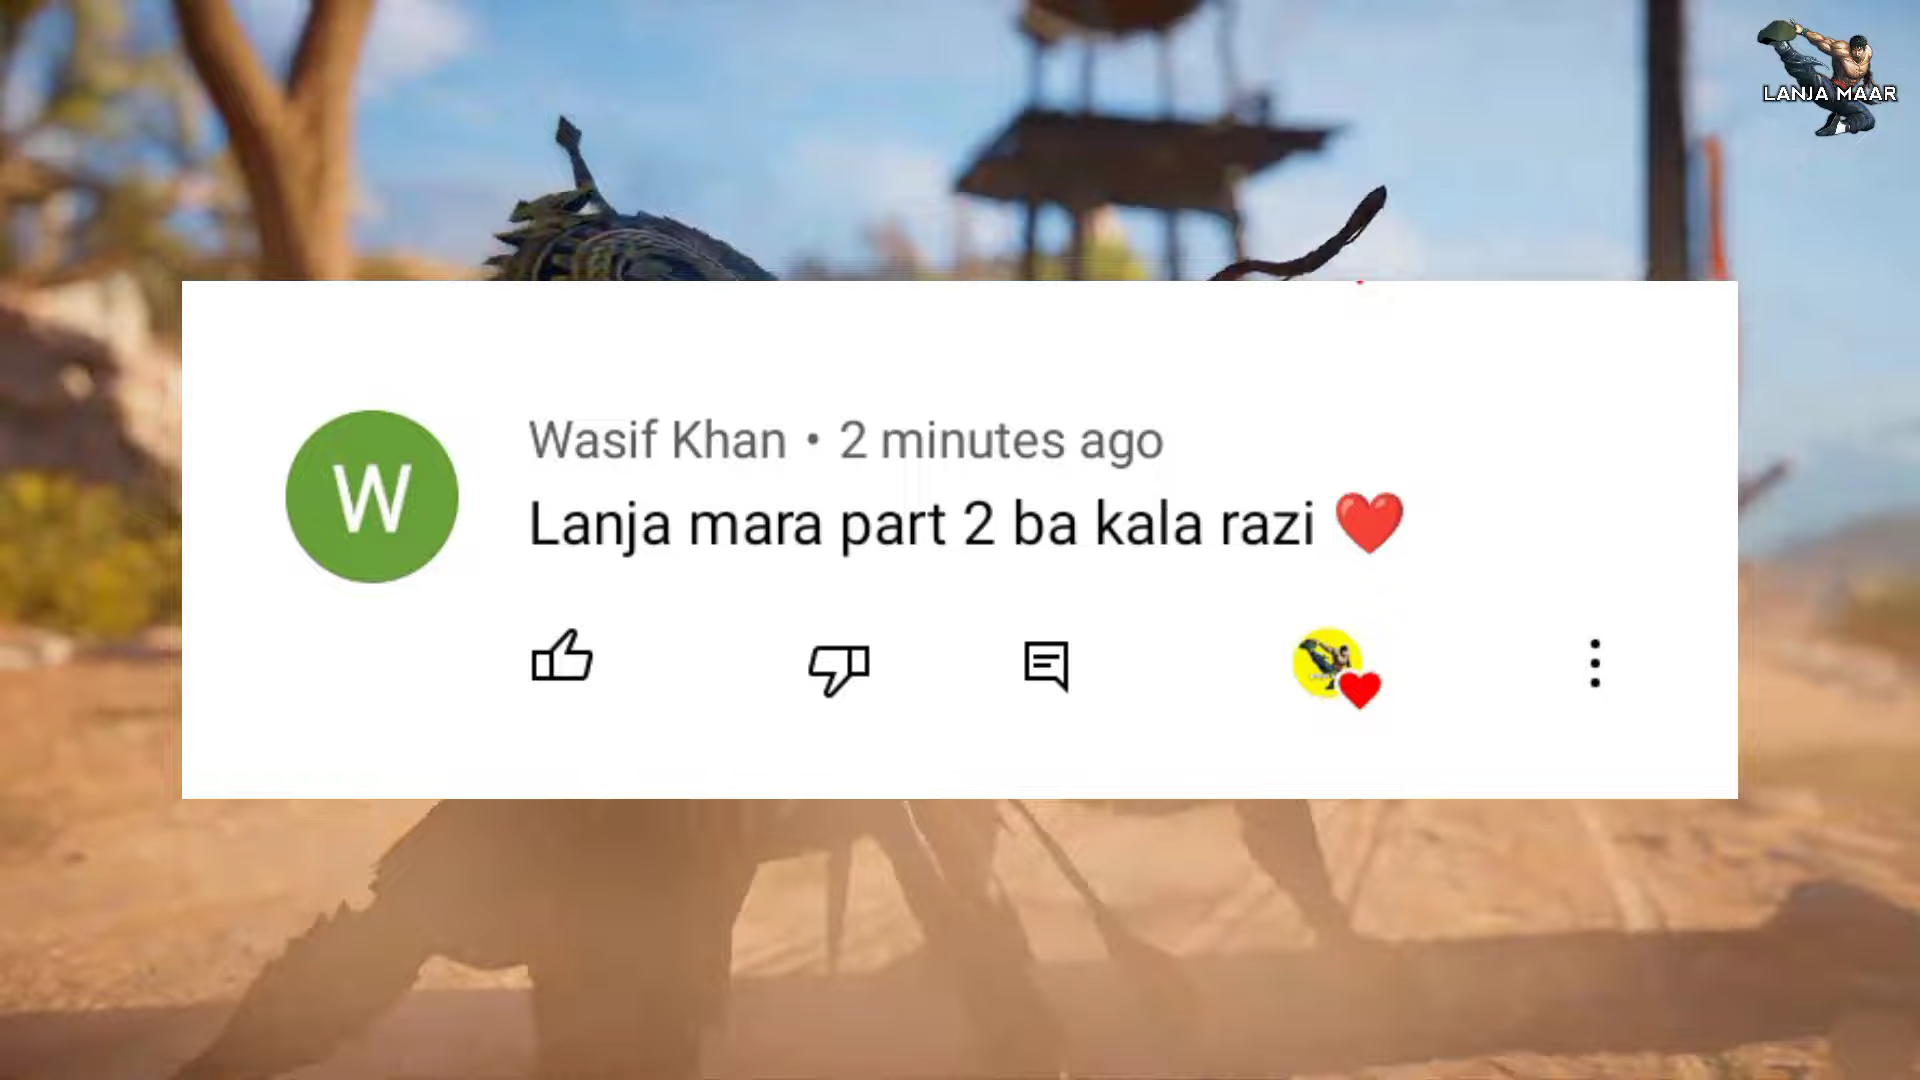 LANJA MAAR
W
Wasif Khan • 2 minutes ago
Lanja mara part 2 ba kala razi ❤️